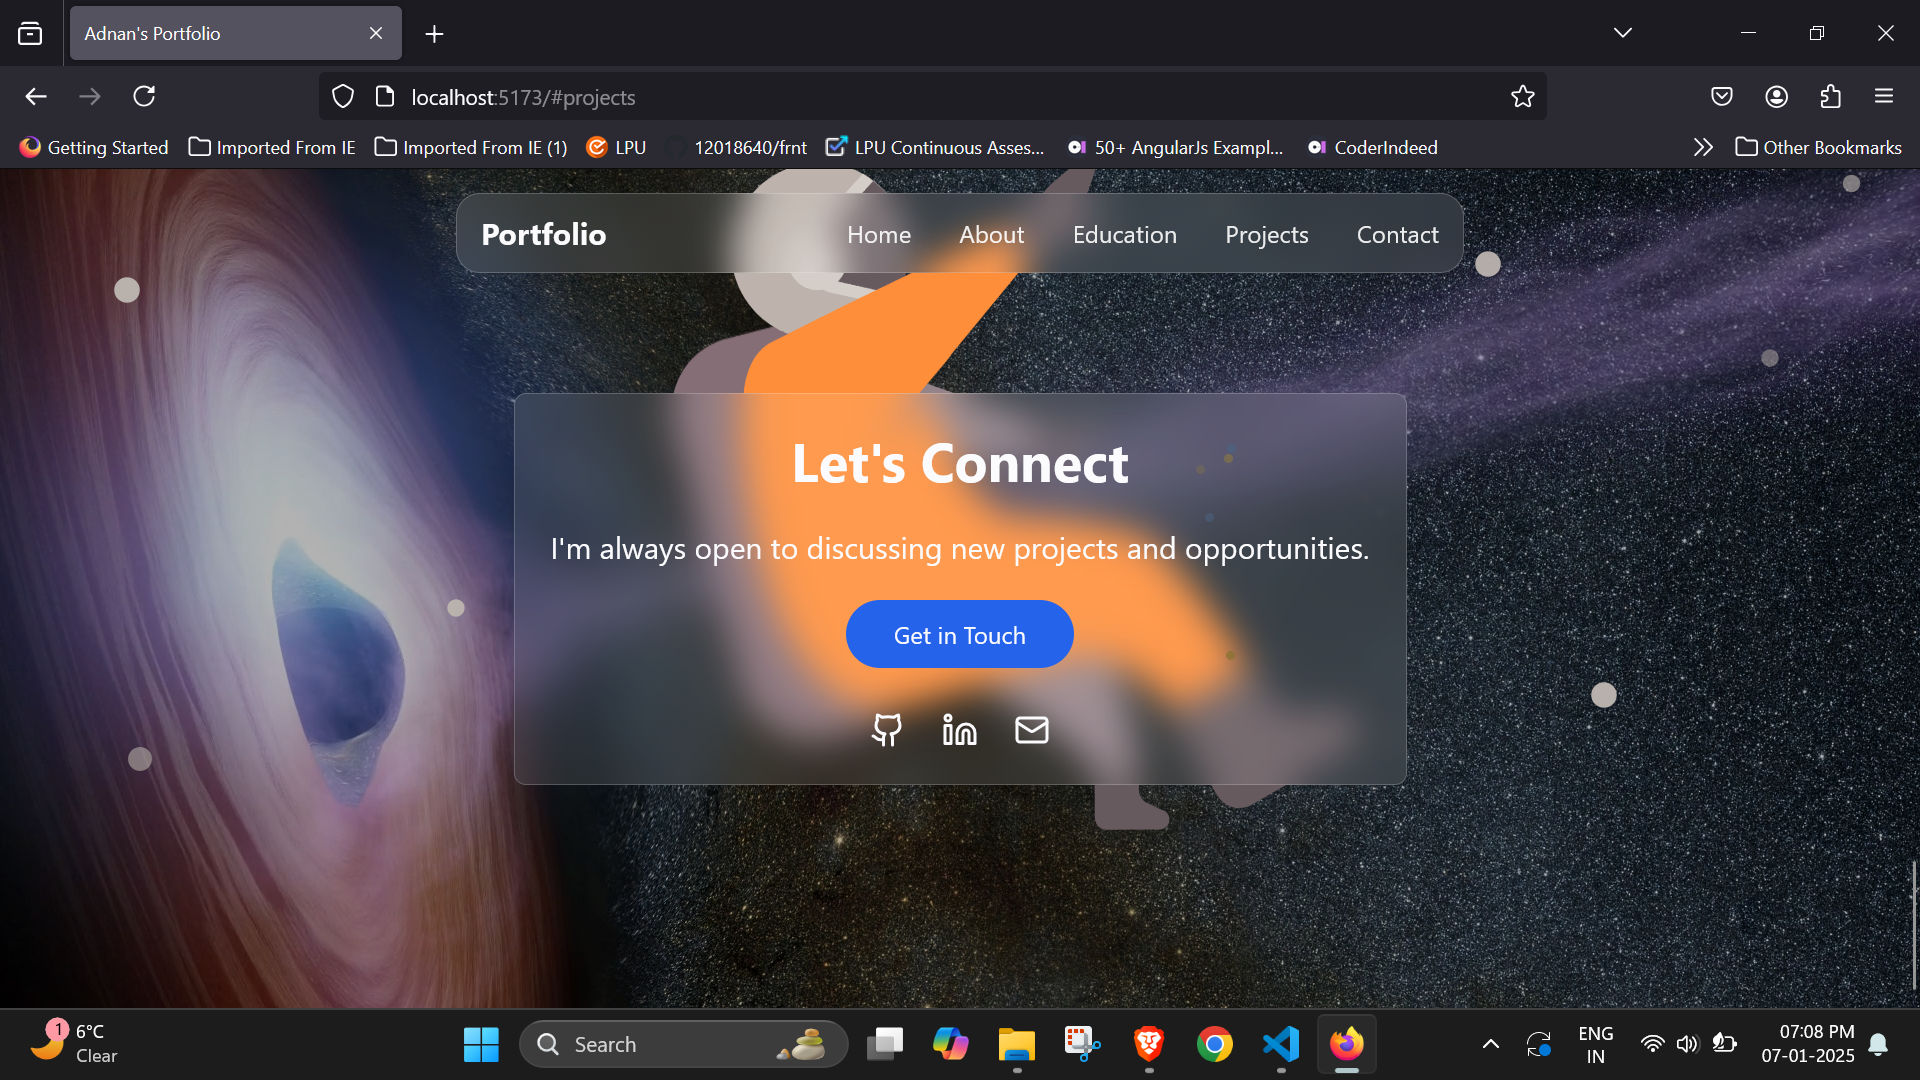 Adnan's Portfolio
localhost:5173/#projects
Getting Started
Imported From IE
Imported From IE (1)
LPU
12018640/frnt
LPU Continuous Asses...
50+ AngularJs Exampl...
CoderIndeed
Other Bookmarks
Portfolio
Home
About
Education
Projects
Contact
Let's Connect
I'm always open to discussing new projects and opportunities.
Get in Touch
1
6°C
Clear
Search
ENG
IN
07:08 PM
07-01-2025